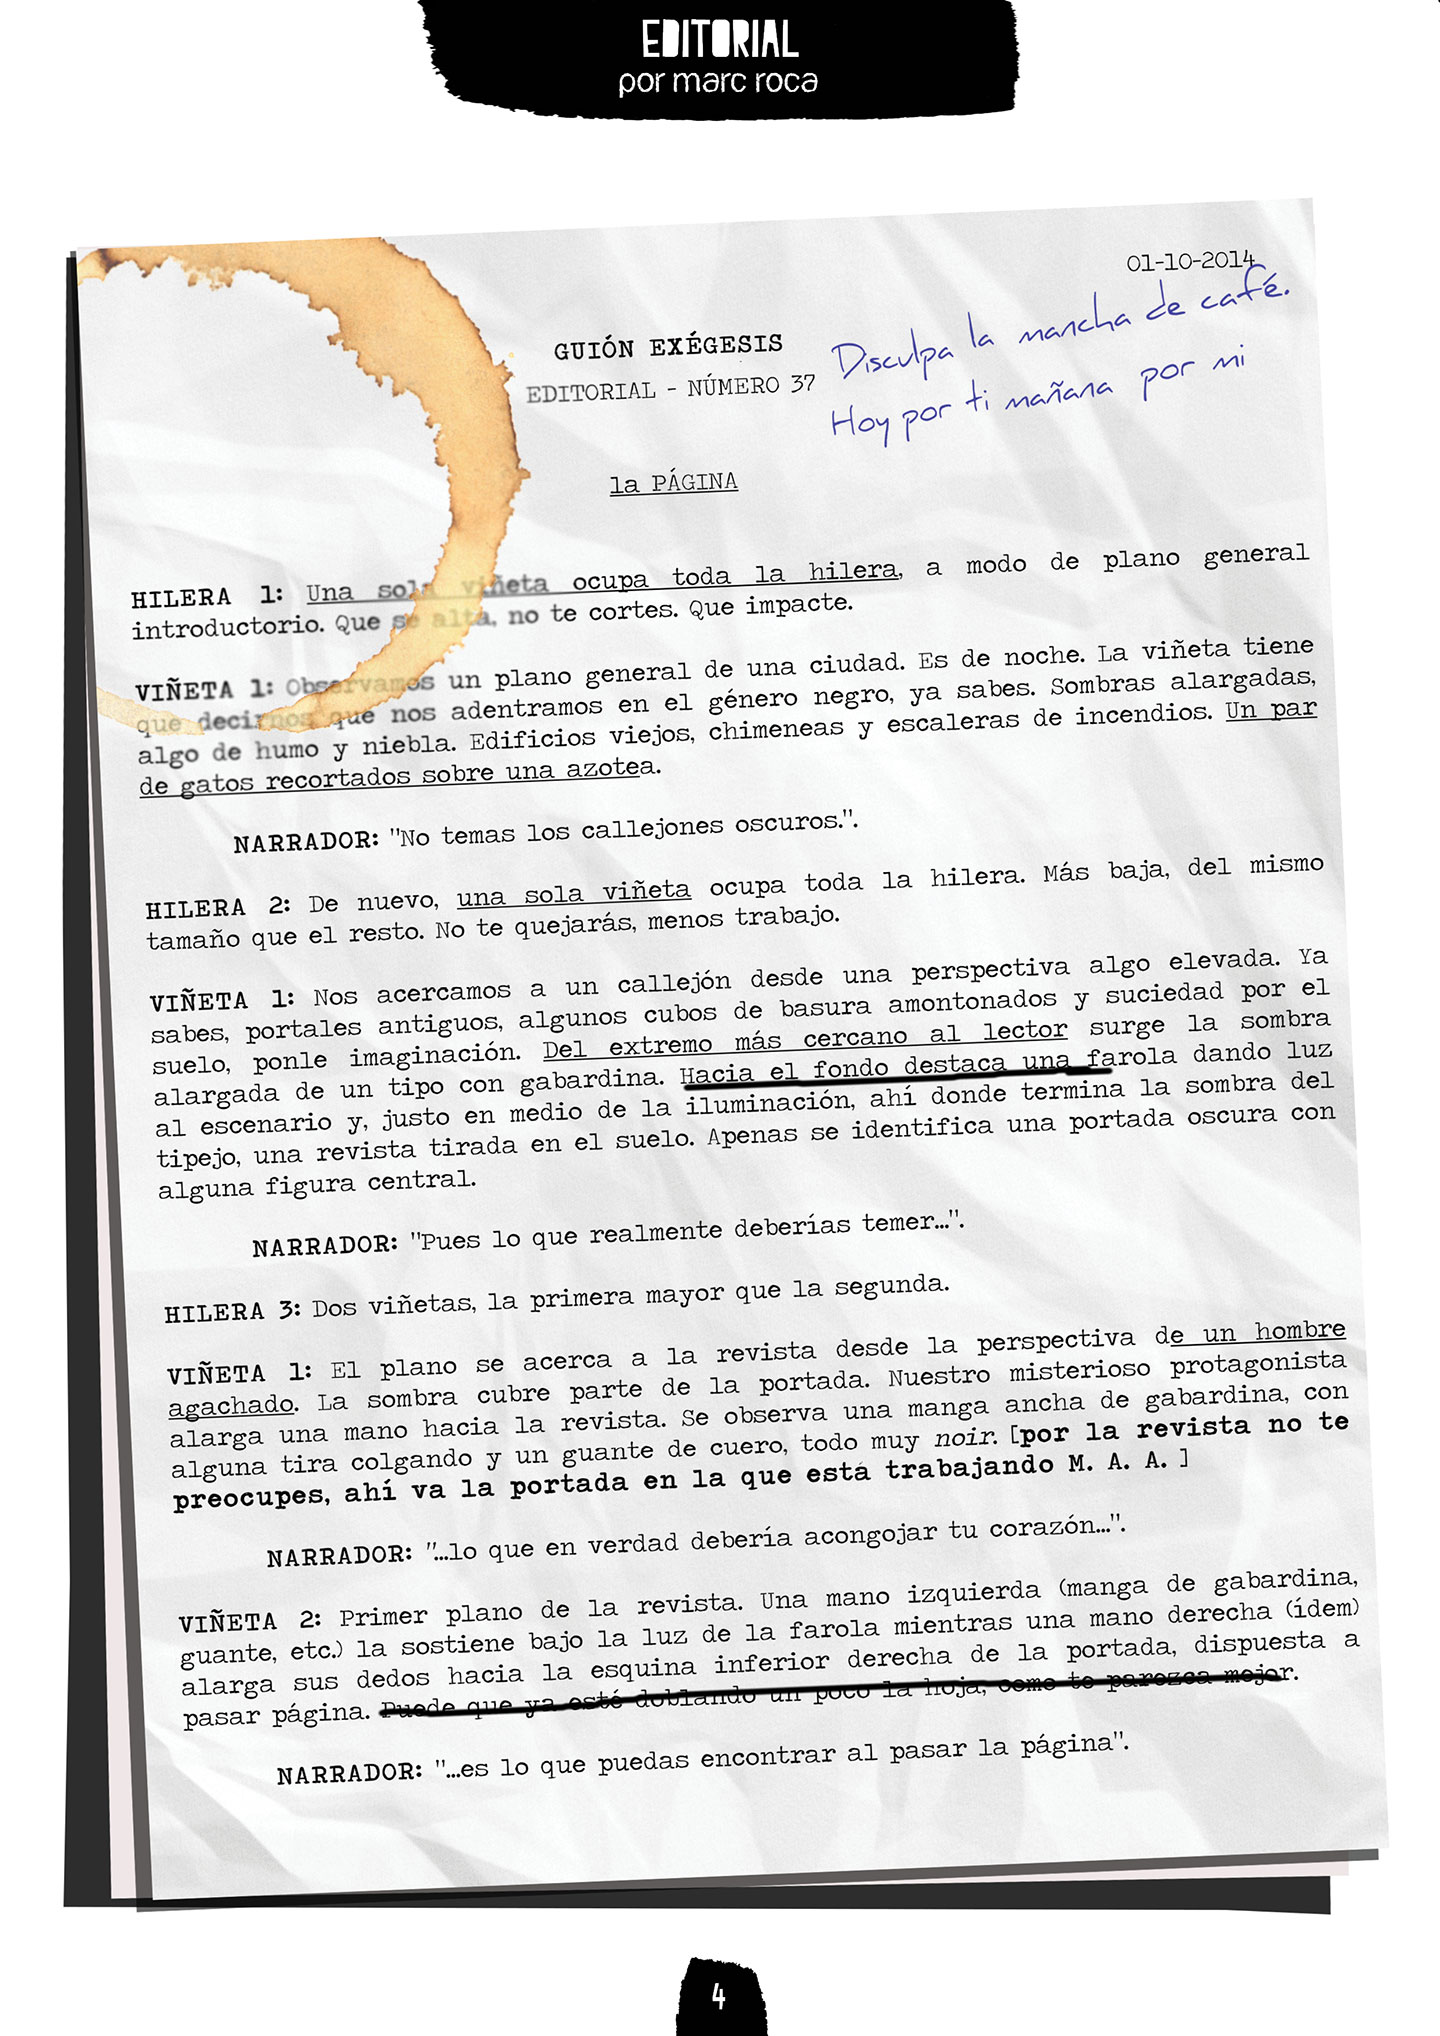 EDITORIAL
por marc roca
01-10-2014
Disculpa la mancha de café.
Hoy por ti mañana por mi
GUIÓN EXÉGESIS
EDITORIAL - NÚMERO 37
1a PÁGINA
HILERA 1: Una sola viñeta ocupa toda la hilera, a modo de plano general
introductorio. Que se alta, no te cortes. Que impacte.
VIÑETA 1: Observamos un plano general de una ciudad. Es de noche. La viñeta tiene
que decirnos que nos adentramos en el género negro, ya sabes. Sombras alargadas,
algo de humo y niebla. Edificios viejos, chimeneas y escaleras de incendios. Un par
de gatos recortados sobre una azotea.
NARRADOR: "No temas los callejones oscuros.".
HILERA 2: De nuevo, una sola viñeta ocupa toda la hilera. Más baja, del mismo
tamaño que el resto. No te quejarás, menos trabajo.
VIÑETA 1: Nos acercamos a un callejón desde una perspectiva algo elevada. Ya
sabes, portales antiguos, algunos cubos de basura amontonados y suciedad por el
suelo, ponle imaginación. Del extremo más cercano al lector surge la sombra
alargada de un tipo con gabardina. Hacia el fondo destaca una farola dando luz
al escenario y, justo en medio de la iluminación, ahí donde termina la sombra del
tipejo, una revista tirada en el suelo. Apenas se identifica una portada oscura con
alguna figura central.
NARRADOR: "Pues lo que realmente deberías temer...".
HILERA 3: Dos viñetas, la primera mayor que la segunda.
VIÑETA 1: El plano se acerca a la revista desde la perspectiva de un hombre
agachado. La sombra cubre parte de la portada. Nuestro misterioso protagonista
alarga una mano hacia la revista. Se observa una manga ancha de gabardina, con
alguna tira colgando y un guante de cuero, todo muy noir. [por la revista no te
preocupes, ahí va la portada en la que está trabajando M. A. A. ]
NARRADOR: "...lo que en verdad debería acongojar tu corazón...".
VIÑETA 2: Primer plano de la revista. Una mano izquierda (manga de gabardina,
guante, etc.) la sostiene bajo la luz de la farola mientras una mano derecha (ídem)
alarga sus dedos hacia la esquina inferior derecha de la portada, dispuesta a
pasar página. Puede que ya esté doblando un poco la hoja, como te parezca mejor.
NARRADOR: "...es lo que puedas encontrar al pasar la página".
4